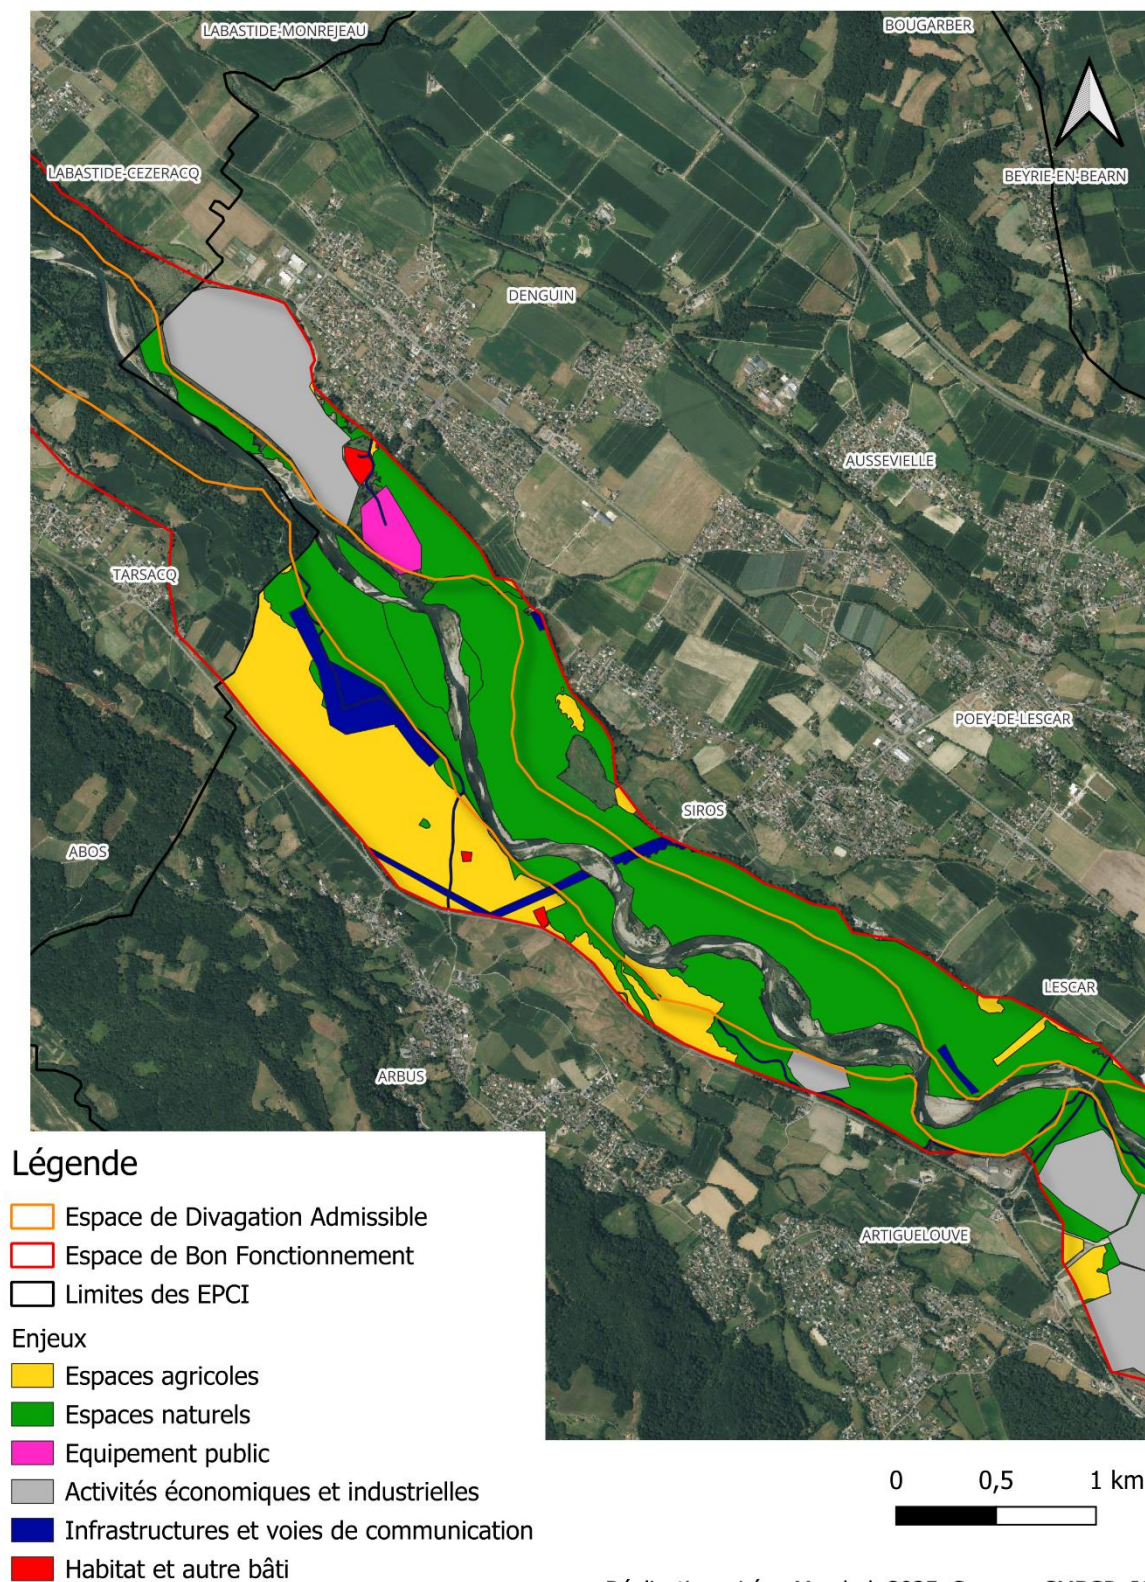 LABASTIDE-MONREJEAU
BOUGARBER
LABASTIDE-CEZERACQ
BEYRIE-EN-BEARN
DENGUIN
AUSSEVIELLE
TARSACQ
POEY-DE-LESCAR
SIROS
ABOS
LESCAR
ARBUS
ARTIGUELOUVE
Légende
Espace de Divagation Admissible
Espace de Bon Fonctionnement
Limites des EPCI
Enjeux
Espaces agricoles
Espaces naturels
Equipement public
Activités économiques et industrielles
Infrastructures et voies de communication
Habitat et autre bâti
0 0,5 1 km